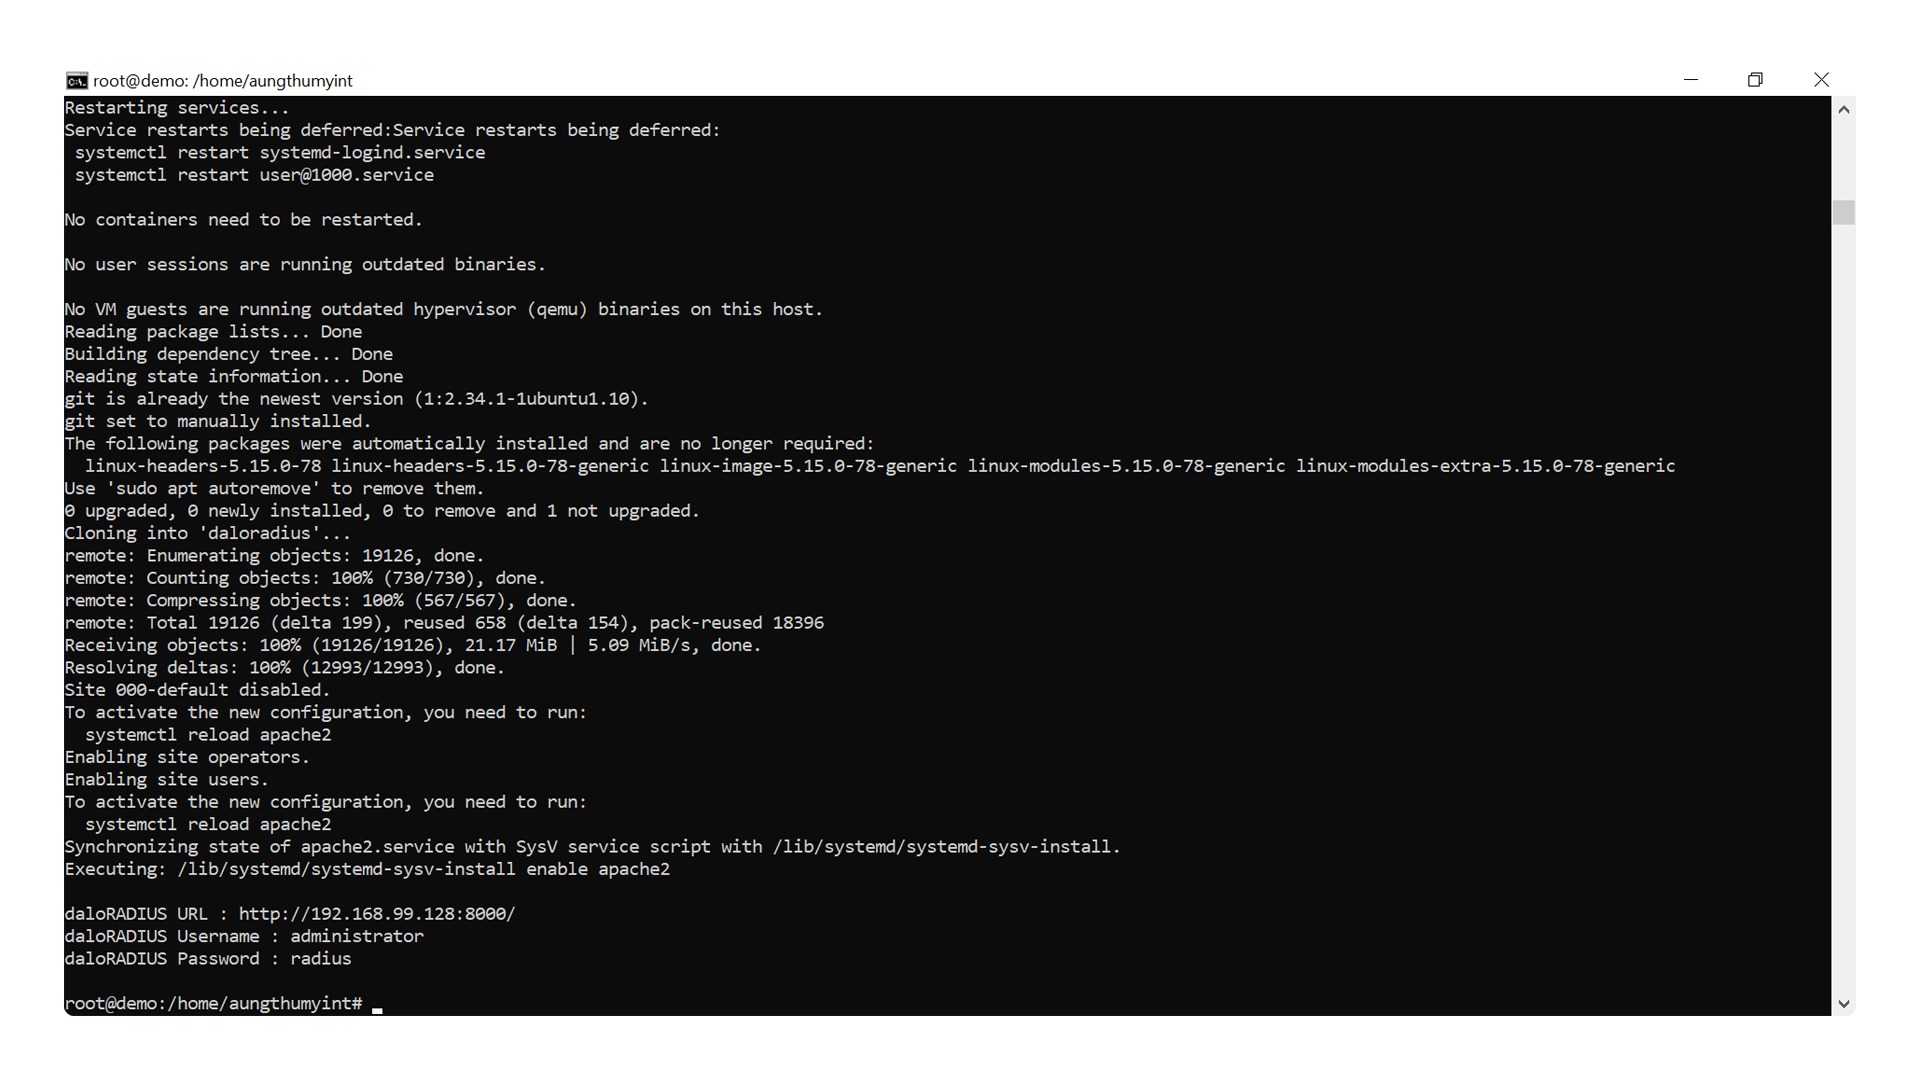 root@demo: /home/aungthumyint
Restarting services...
Service restarts being deferred:Service restarts being deferred:
 systemctl restart systemd-logind.service
 systemctl restart user@1000.service
No containers need to be restarted.
No user sessions are running outdated binaries.
No VM guests are running outdated hypervisor (qemu) binaries on this host.
Reading package lists... Done
Building dependency tree... Done
Reading state information... Done
git is already the newest version (1:2.34.1-1ubuntu1.10).
git set to manually installed.
The following packages were automatically installed and are no longer required:
  linux-headers-5.15.0-78 linux-headers-5.15.0-78-generic linux-image-5.15.0-78-generic linux-modules-5.15.0-78-generic linux-modules-extra-5.15.0-78-generic
Use 'sudo apt autoremove' to remove them.
0 upgraded, 0 newly installed, 0 to remove and 1 not upgraded.
Cloning into 'daloradius'...
remote: Enumerating objects: 19126, done.
remote: Counting objects: 100% (730/730), done.
remote: Compressing objects: 100% (567/567), done.
remote: Total 19126 (delta 199), reused 658 (delta 154), pack-reused 18396
Receiving objects: 100% (19126/19126), 21.17 MiB | 5.09 MiB/s, done.
Resolving deltas: 100% (12993/12993), done.
Site 000-default disabled.
To activate the new configuration, you need to run:
  systemctl reload apache2
Enabling site operators.
Enabling site users.
To activate the new configuration, you need to run:
  systemctl reload apache2
Synchronizing state of apache2.service with SysV service script with /lib/systemd/systemd-sysv-install.
Executing: /lib/systemd/systemd-sysv-install enable apache2
daloRADIUS URL : http://192.168.99.128:8000/
daloRADIUS Username : administrator
daloRADIUS Password : radius
root@demo:/home/aungthumyint#